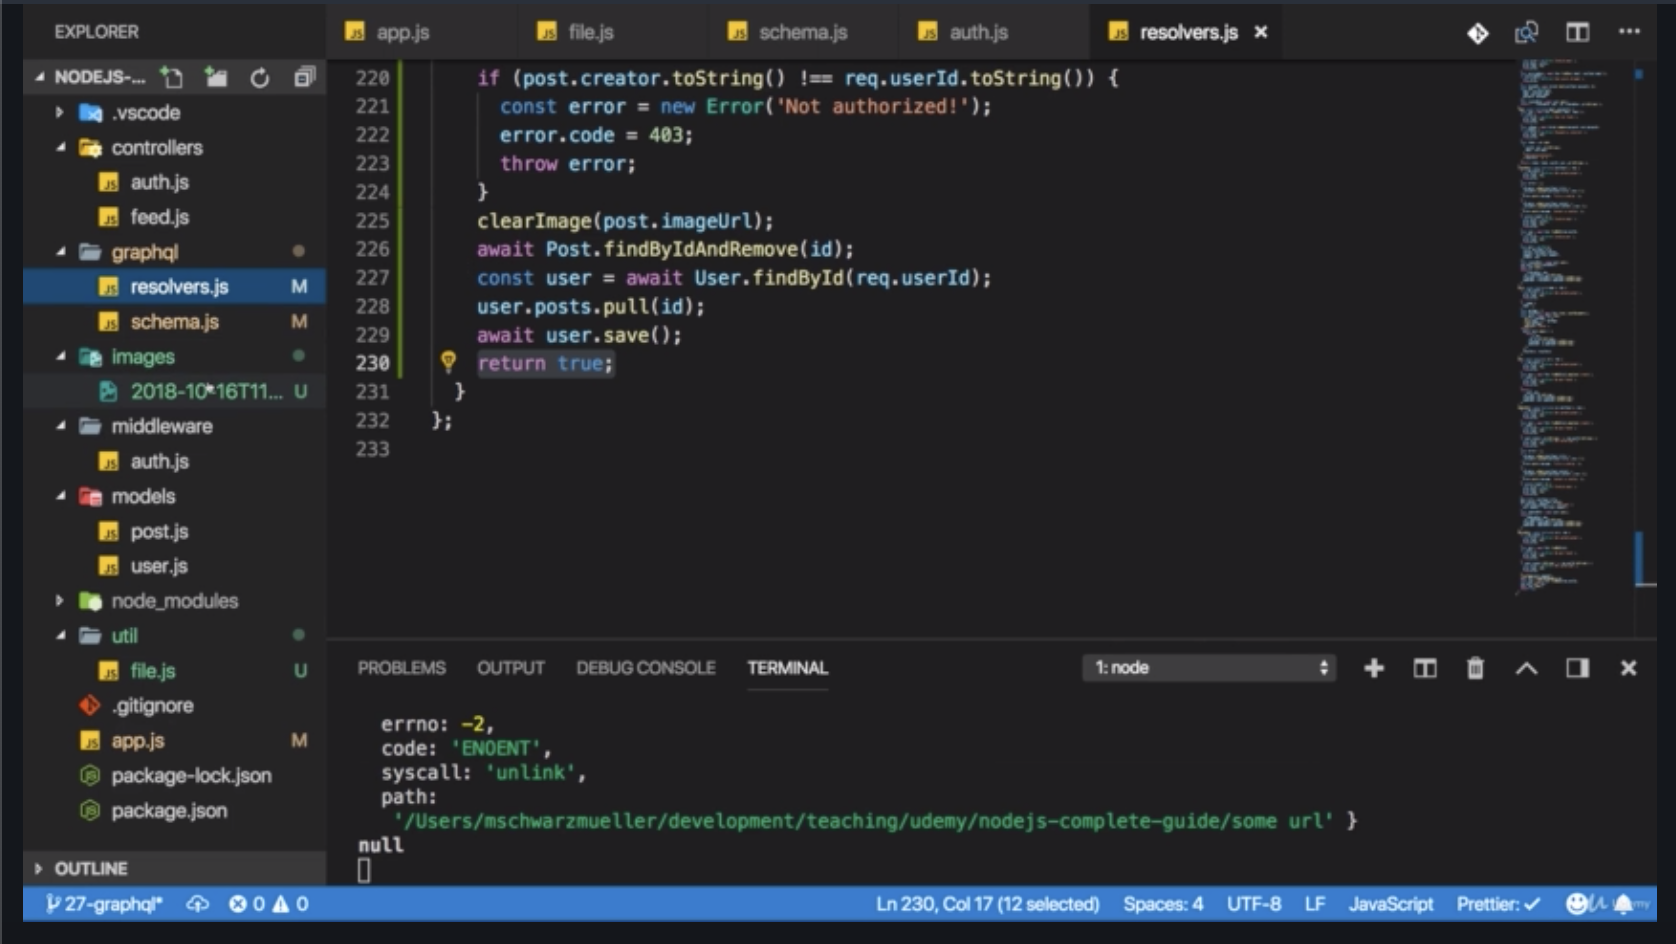 EXPLORER
app.js
file.js
schema.js
auth.js
resolvers.js
NODEJS-...
.vscode
controllers
auth.js
feed.js
graphql
resolvers.js M
schema.js M
images
2018-10-16T11... U
middleware
auth.js
models
post.js
user.js
node_modules
util
file.js U
.gitignore
app.js M
package-lock.json
package.json
OUTLINE
220 if (post.creator.toString() !== req.userId.toString()) {
221 const error = new Error('Not authorized!');
222 error.code = 403;
223 throw error;
224 }
225 clearImage(post.imageUrl);
226 await Post.findByIdAndRemove(id);
227 const user = await User.findById(req.userId);
228 user.posts.pull(id);
229 await user.save();
230 return true;
231 }
232 };
233
PROBLEMS OUTPUT DEBUG CONSOLE TERMINAL 1: node
errno: -2,
code: 'ENOENT',
syscall: 'unlink',
path:
'/Users/mschwarzmueller/development/teaching/udemy/nodejs-complete-guide/some url' }
null
27-graphql* 0 0 Ln 230, Col 17 (12 selected) Spaces: 4 UTF-8 LF JavaScript Prettier: ✓